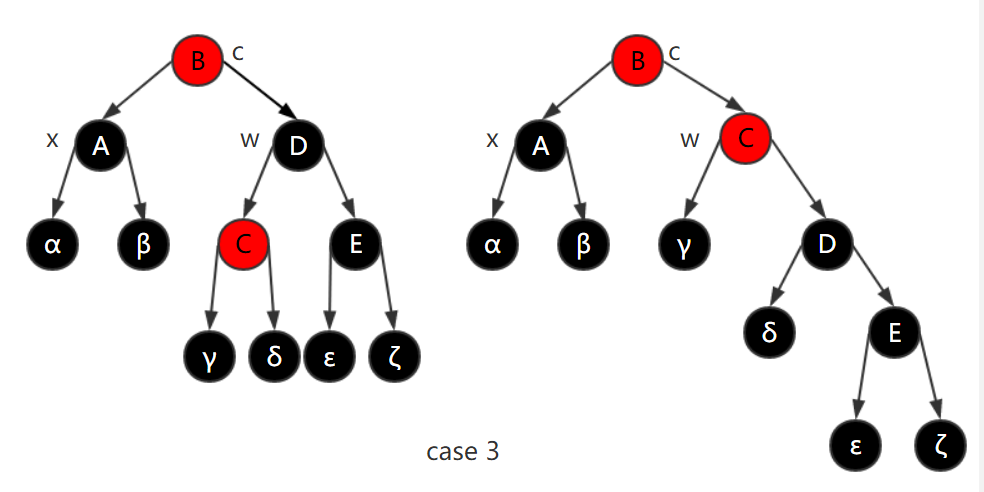 B c B c
x A w D x A w C
α β C E α β γ D
γ δ ε ζ δ E
case 3 ε ζ